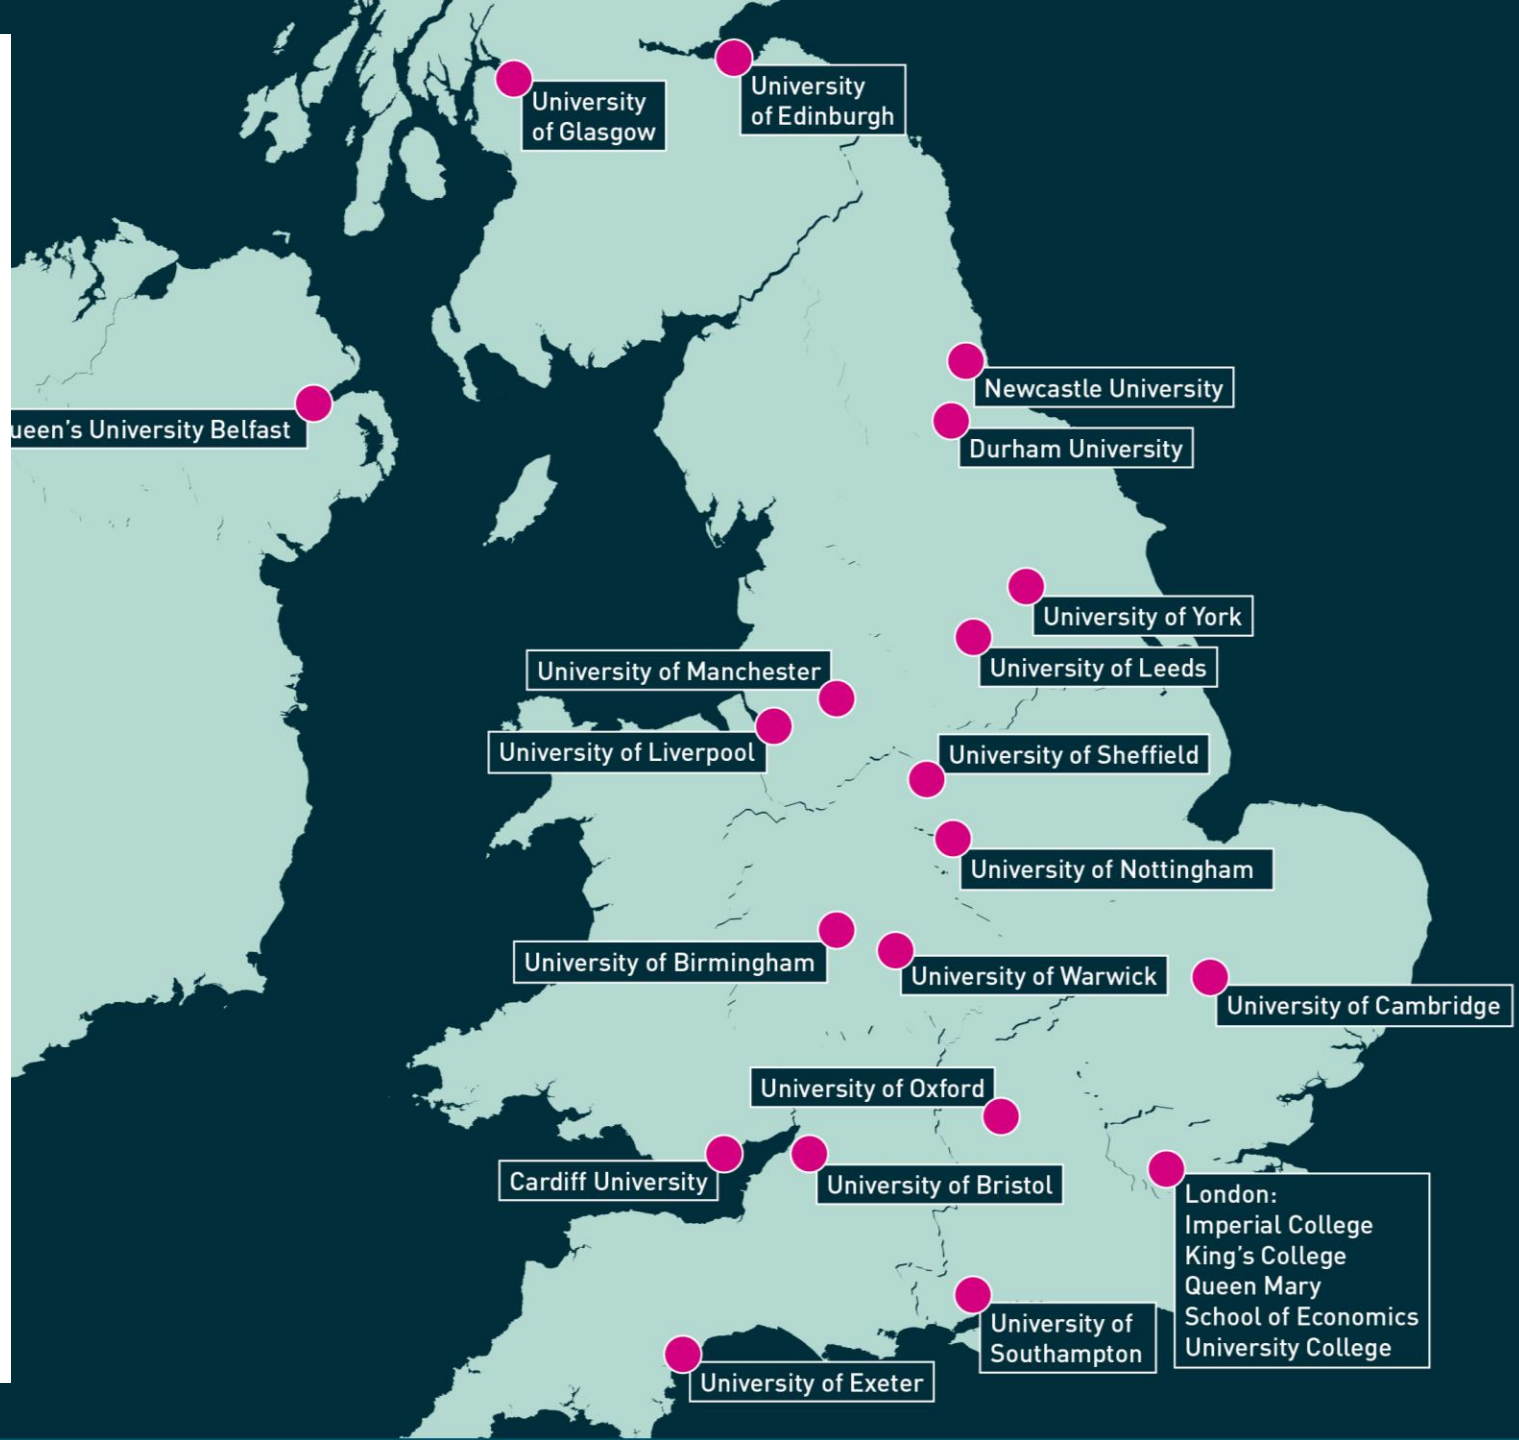 University
of Edinburgh
University
of Glasgow
Newcastle University
ueen's University Belfast
Durham University
University of York
University of Leeds
University of Manchester
University of Liverpool
University of Sheffield
University of Nottingham
University of Birmingham
University of Warwick
University of Cambridge
University of Oxford
Cardiff University
University of Bristol
London:
Imperial College
King's College
Queen Mary
School of Economics
University College
University of
Southampton
University of Exeter